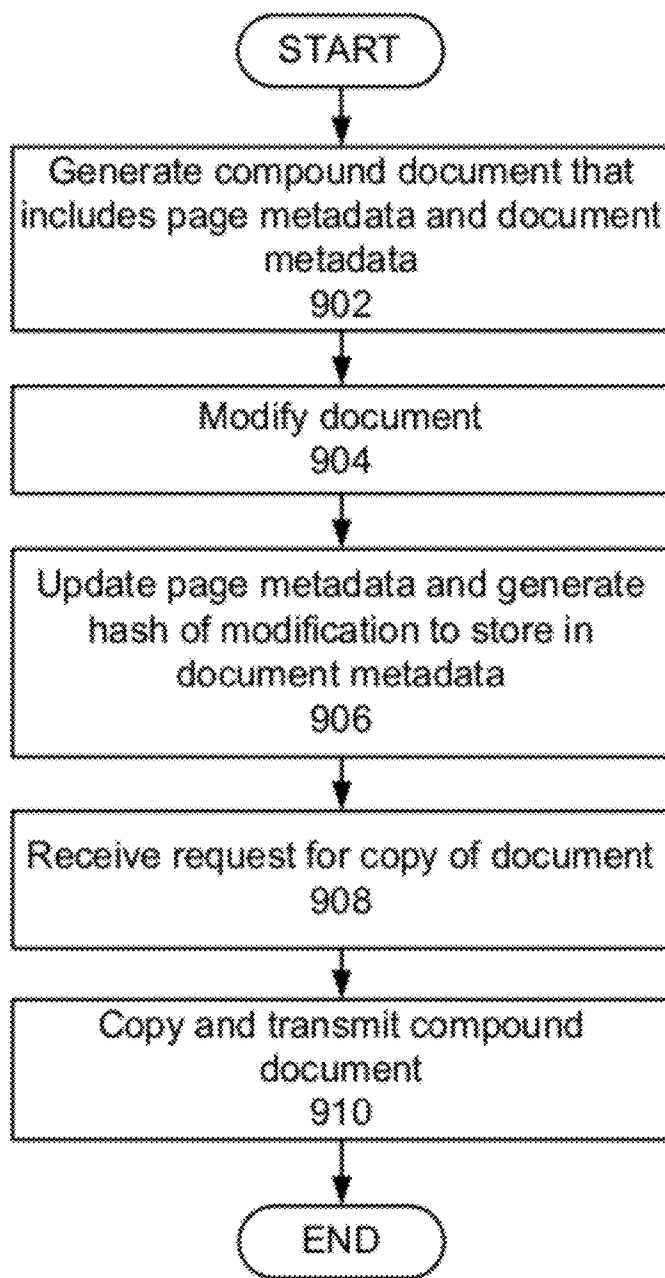 START
Generate compound document that
includes page metadata and document
metadata
902
Modify document
904
Update page metadata and generate
hash of modification to store in
document metadata
906
Receive request for copy of document
908
Copy and transmit compound
document
910
END